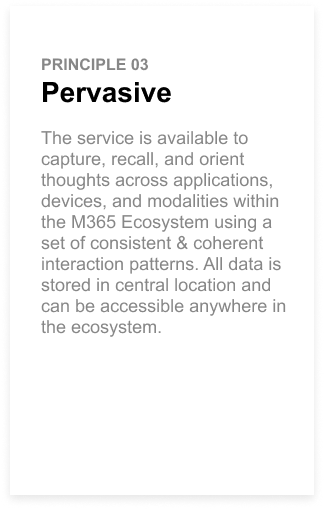 PRINCIPLE 03
Pervasive
The service is available to
capture, recall, and orient
thoughts across applications,
devices, and modalities within
the M365 Ecosystem using a
set of consistent & coherent
interaction patterns. All data is
stored in central location and
can be accessible anywhere in
the ecosystem.